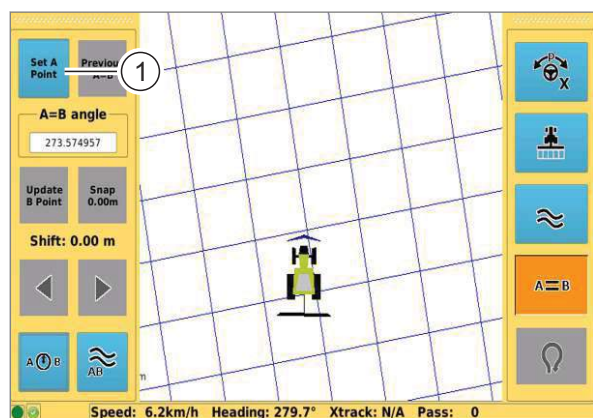 Set A
Point
Previous
A=B
1
A=B angle
273.574957
Update
B Point
Snap
0.00m
Shift: 0.00 m
A B
AB
P
X
A B
m
Speed: 6.2km/h Heading: 279.7° Xtrack: N/A Pass: 0